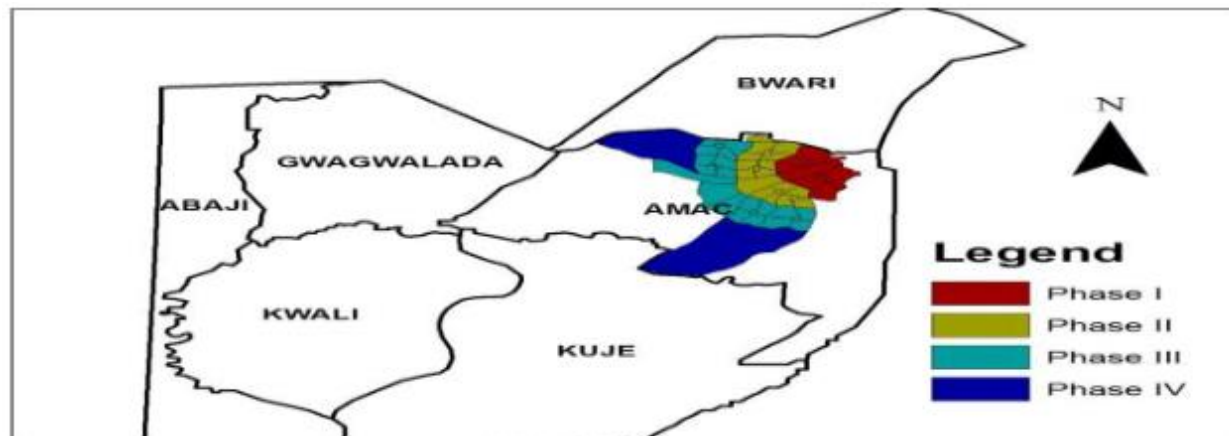 BWARI
N
GWAGWALADA
ABAJI
AMAC
Legend
Phase I
Phase II
Phase III
Phase IV
KWALI
KUJE